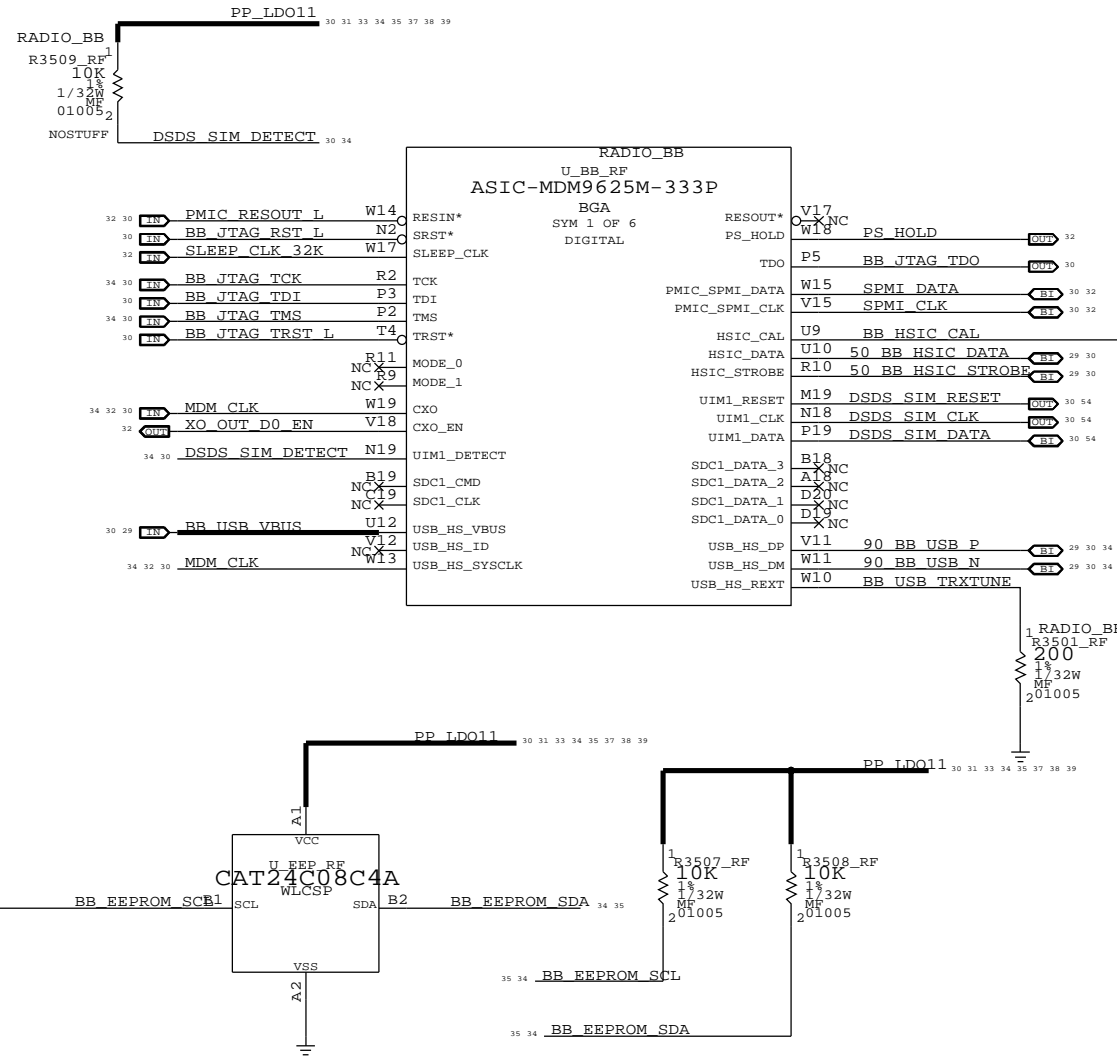 PP_LDO11 30 31 33 34 35 37 38 39
RADIO_BB
1
R3509_RF
10K
1%
1/32W
MF
01005
2
NOSTUFF
DSDS_SIM_DETECT 30 34
RADIO_BB
U_BB_RF
ASIC-MDM9625M-333P
BGA
SYM 1 OF 6
DIGITAL
32 30 IN PMIC_RESOUT_L W14 RESIN*
30 IN BB_JTAG_RST_L N2 SRST*
32 IN SLEEP_CLK_32K W17 SLEEP_CLK
34 30 IN BB_JTAG_TCK R2 TCK
30 IN BB_JTAG_TDI P3 TDI
34 30 IN BB_JTAG_TMS P2 TMS
30 IN BB_JTAG_TRST_L T4 TRST*
NC R11 MODE_0
NC R9 MODE_1
34 32 30 IN MDM_CLK W19 CXO
32 OUT XO_OUT_D0_EN V18 CXO_EN
34 30 DSDS_SIM_DETECT N19 UIM1_DETECT
NC B19 SDC1_CMD
NC C19 SDC1_CLK
30 29 IN BB_USB_VBUS U12 USB_HS_VBUS
NC V12 USB_HS_ID
34 32 30 MDM_CLK W13 USB_HS_SYSCLK
RESOUT* V17 NC
PS_HOLD W18 PS_HOLD OUT 32
TDO P5 BB_JTAG_TDO OUT 30
PMIC_SPMI_DATA W15 SPMI_DATA BI 30 32
PMIC_SPMI_CLK V15 SPMI_CLK BI 30 32
HSIC_CAL U9 BB_HSIC_CAL
HSIC_DATA U10 50_BB_HSIC_DATA BI 29 30
HSIC_STROBE R10 50_BB_HSIC_STROBE BI 29 30
UIM1_RESET M19 DSDS_SIM_RESET OUT 30 54
UIM1_CLK N18 DSDS_SIM_CLK OUT 30 54
UIM1_DATA P19 DSDS_SIM_DATA BI 30 54
SDC1_DATA_3 B18 NC
SDC1_DATA_2 A18 NC
SDC1_DATA_1 D20 NC
SDC1_DATA_0 D19 NC
USB_HS_DP V11 90_BB_USB_P BI 29 30 34
USB_HS_DM W11 90_BB_USB_N BI 29 30 34
USB_HS_REXT W10 BB_USB_TRXTUNE
1 RADIO_BB
R3501_RF
200
1%
1/32W
MF
2 01005
PP_LDO11 30 31 33 34 35 37 38 39
A1
VCC
U_EEP_RF
CAT24C08C4A
WLCSP
BB_EEPROM_SCL B1 SCL
SDA B2 BB_EEPROM_SDA 34 35
VSS
A2
PP_LDO11 30 31 33 34 35 37 38 39
1 R3507_RF
10K
1%
1/32W
MF
2 01005
1 R3508_RF
10K
1%
1/32W
MF
2 01005
35 34 BB_EEPROM_SCL
35 34 BB_EEPROM_SDA